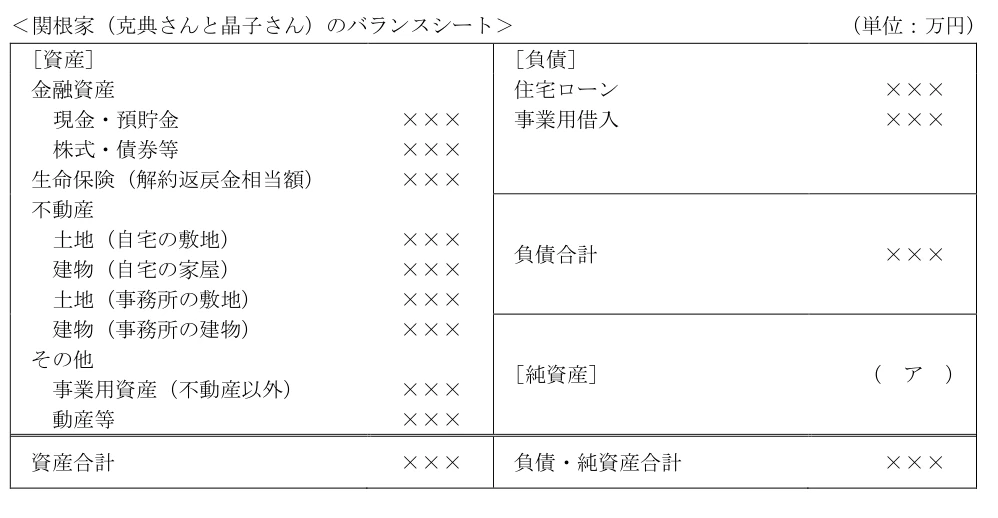 ＜関根家（克典さんと晶子さん）のバランスシート＞ （単位：万円）
［資産］
金融資産
現金・預貯金 ×××
株式・債券等 ×××
生命保険（解約返戻金相当額） ×××
不動産
土地（自宅の敷地） ×××
建物（自宅の家屋） ×××
土地（事務所の敷地） ×××
建物（事務所の建物） ×××
その他
事業用資産（不動産以外） ×××
動産等 ×××
資産合計 ×××
［負債］
住宅ローン ×××
事業用借入 ×××
負債合計 ×××
［純資産］ （ ア ）
負債・純資産合計 ×××